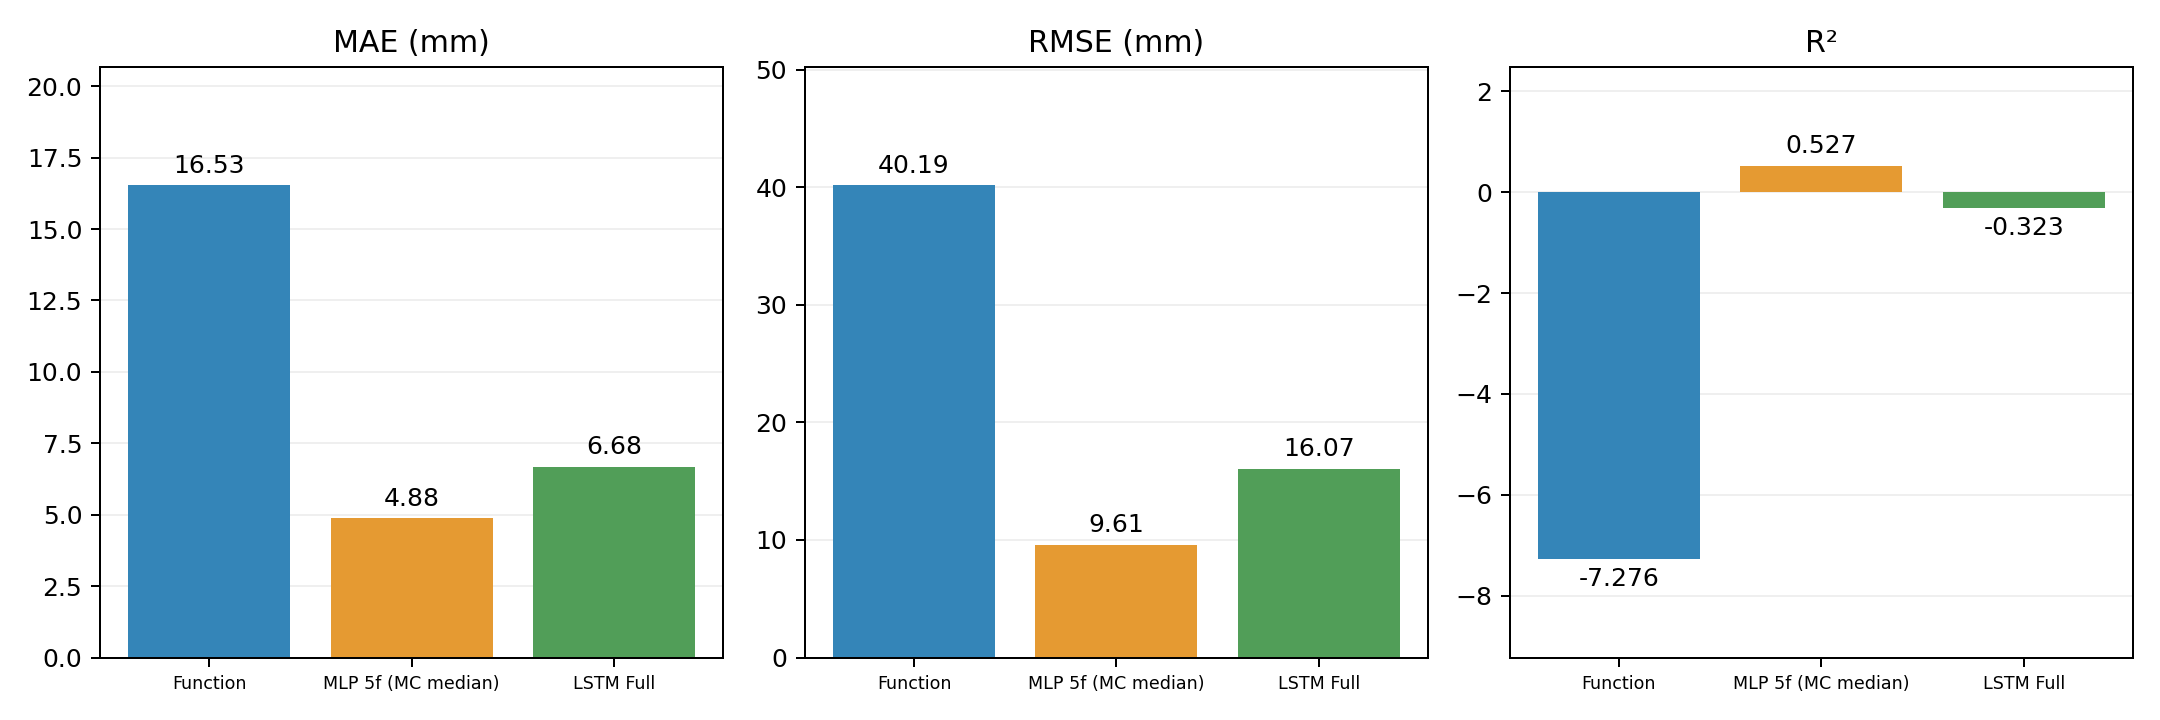 MAE (mm)
20.0
17.5
15.0
12.5
10.0
7.5
5.0
2.5
0.0
16.53
4.88
6.68
Function
MLP 5f (MC median)
LSTM Full
RMSE (mm)
50
40
30
20
10
0
40.19
9.61
16.07
Function
MLP 5f (MC median)
LSTM Full
R²
2
0
−2
−4
−6
−8
-7.276
0.527
-0.323
Function
MLP 5f (MC median)
LSTM Full